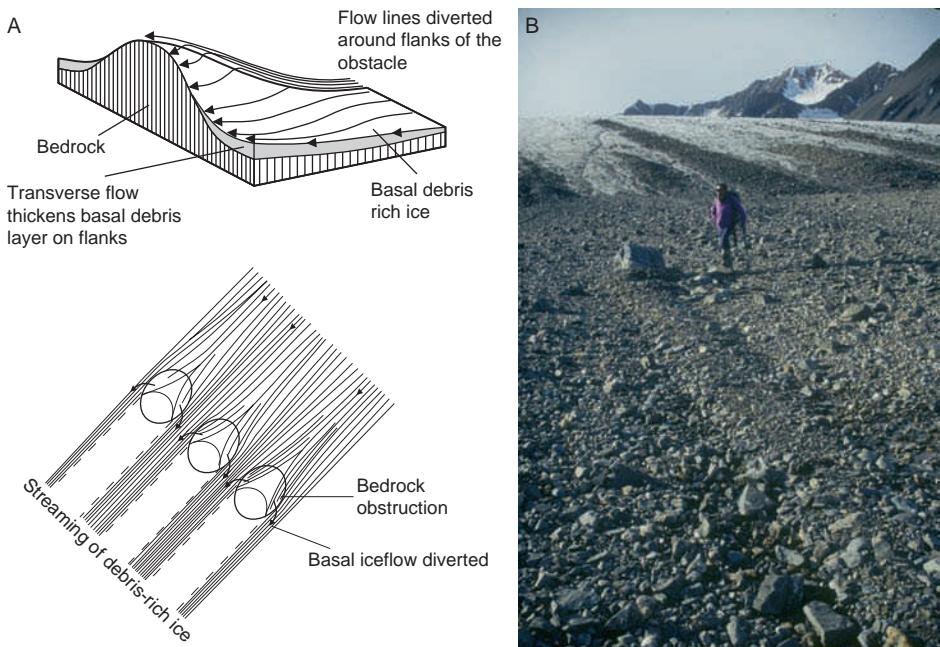 A
Flow lines diverted
around flanks of the
obstacle
Bedrock
Transverse flow
thickens basal debris
layer on flanks
Basal debris
rich ice
Bedrock
obstruction
Basal iceflow diverted
Streaming of debris-rich ice
B